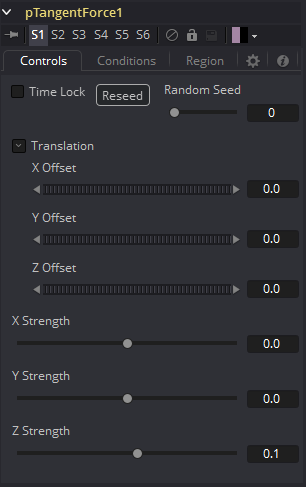 pTangentForce1
S1 S2 S3 S4 S5 S6
Controls Conditions Region
Time Lock Reseed Random Seed
0
Translation
X Offset
0.0
Y Offset
0.0
Z Offset
0.0
X Strength
0.0
Y Strength
0.0
Z Strength
0.1